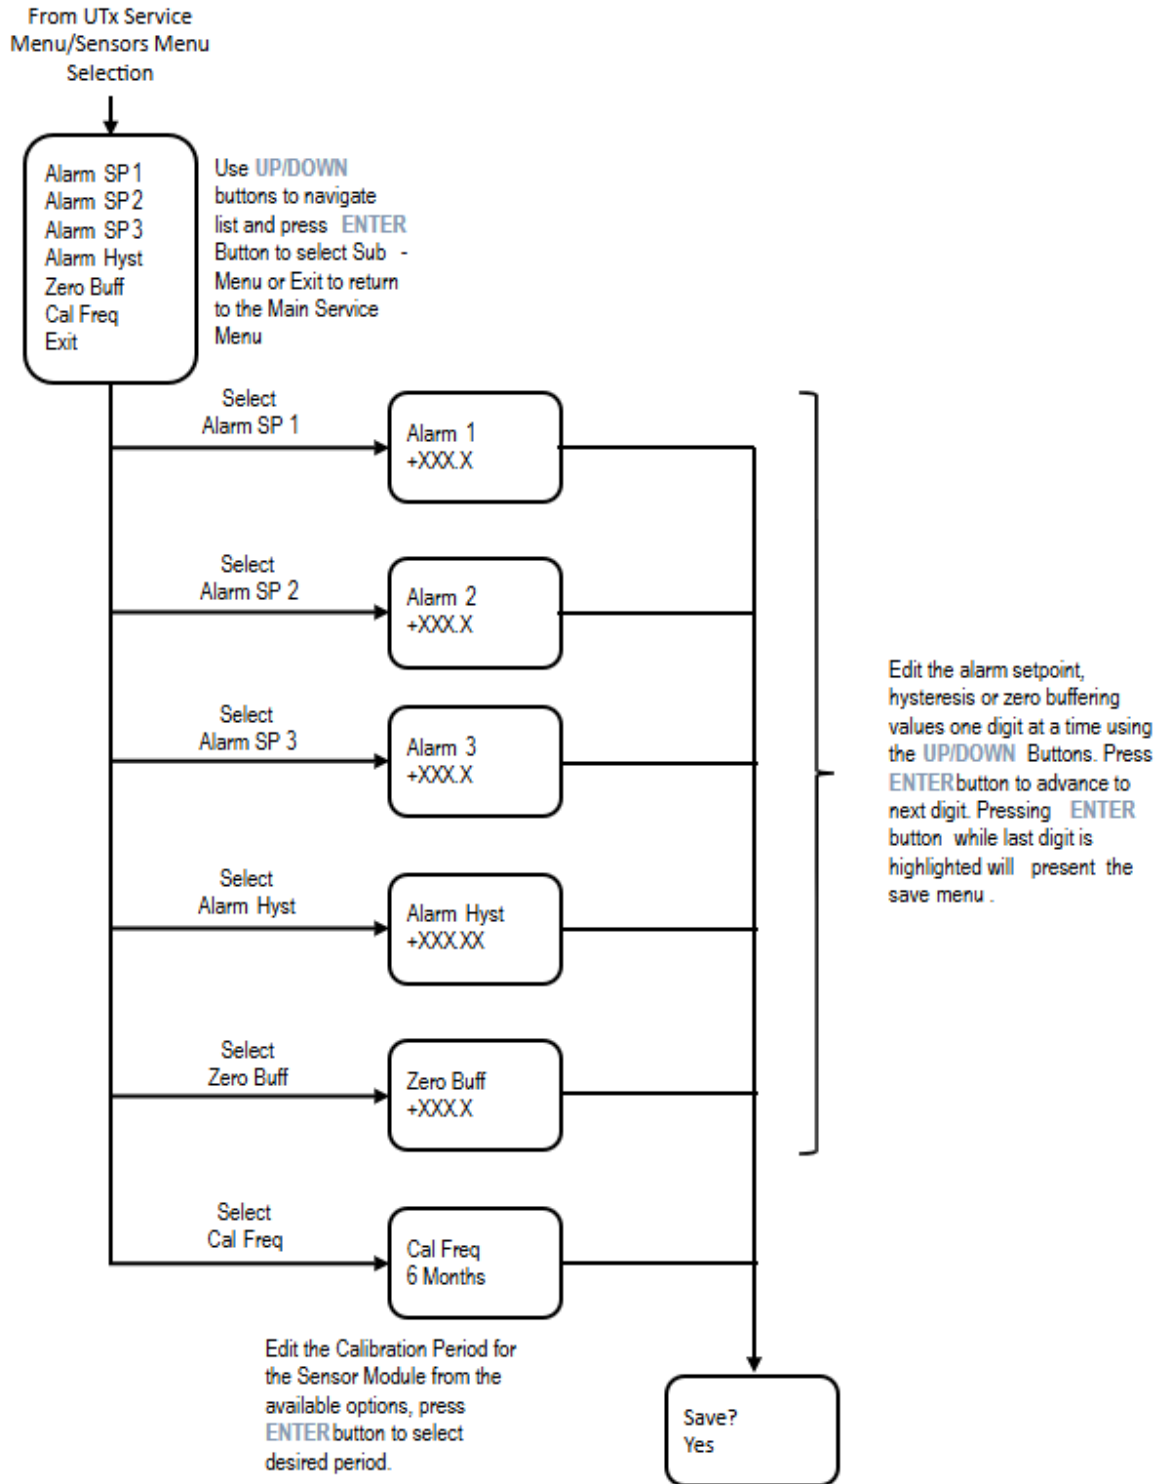 From UTx Service
Menu/Sensors Menu
Selection
Alarm SP1
Alarm SP2
Alarm SP3
Alarm Hyst
Zero Buff
Cal Freq
Exit
Use UP/DOWN
buttons to navigate
list and press ENTER
Button to select Sub -
Menu or Exit to return
to the Main Service
Menu
Select
Alarm SP 1
Alarm 1
+XXX.X
Select
Alarm SP 2
Alarm 2
+XXX.X
Select
Alarm SP 3
Alarm 3
+XXX.X
Select
Alarm Hyst
Alarm Hyst
+XXX.XX
Select
Zero Buff
Zero Buff
+XXX.X
Edit the alarm setpoint,
hysteresis or zero buffering
values one digit at a time using
the UP/DOWN Buttons. Press
ENTER button to advance to
next digit. Pressing ENTER
button while last digit is
highlighted will present the
save menu .
Select
Cal Freq
Cal Freq
6 Months
Edit the Calibration Period for
the Sensor Module from the
available options, press
ENTER button to select
desired period.
Save?
Yes